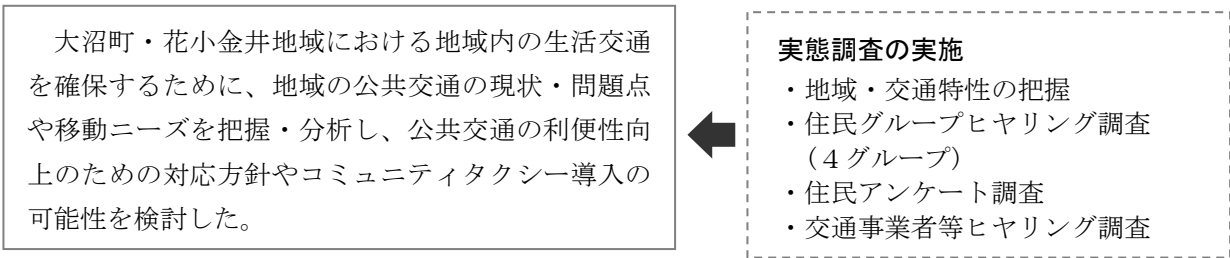 大沼町・花小金井地域における地域内の生活交通
を確保するために、地域の公共交通の現状・問題点
や移動ニーズを把握・分析し、公共交通の利便性向
上のための対応方針やコミュニティタクシー導入の
可能性を検討した。
実態調査の実施
・地域・交通特性の把握
・住民グループヒヤリング調査
（４グループ）
・住民アンケート調査
・交通事業者等ヒヤリング調査